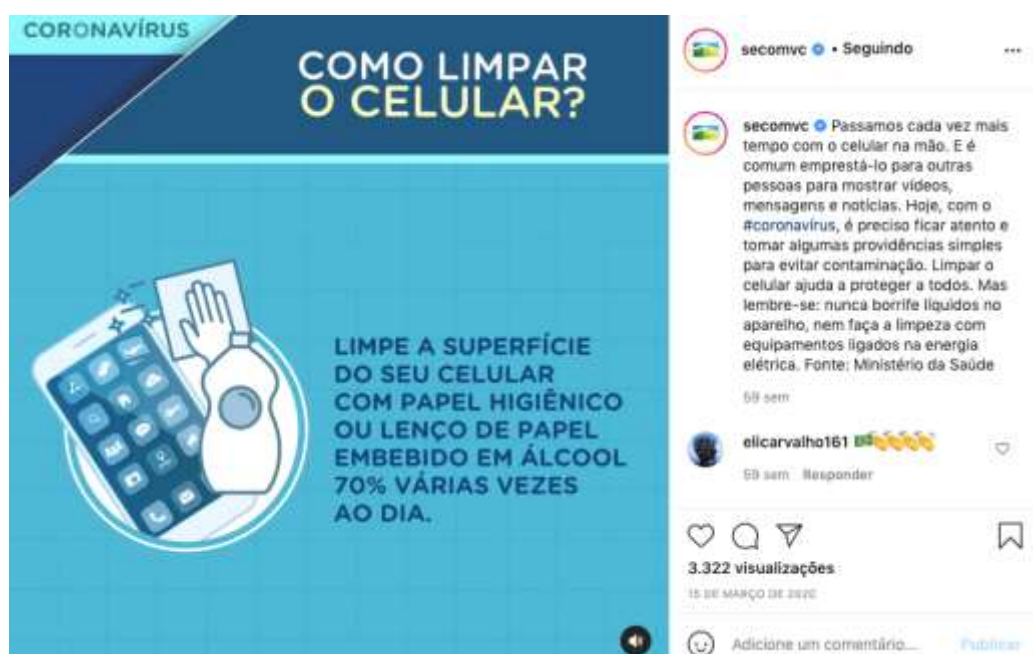 CORONAVÍRUS
COMO LIMPAR
O CELULAR?
LIMPE A SUPERFÍCIE
DO SEU CELULAR
COM PAPEL HIGIÊNICO
OU LENÇO DE PAPEL
EMBEBIDO EM ÁLCOOL
70% VÁRIAS VEZES
AO DIA.
secomvc • Seguindo
secomvc Passamos cada vez mais
tempo com o celular na mão. E é
comum emprestá-lo para outras
pessoas para mostrar vídeos,
mensagens e notícias. Hoje, com o
#coronavírus, é preciso ficar atento e
tomar algumas providências simples
para evitar contaminação. Limpar o
celular ajuda a proteger a todos. Mas
lembre-se: nunca borrife líquidos no
aparelho, nem faça a limpeza com
equipamentos ligados na energia
elétrica. Fonte: Ministério da Saúde
59 sem
elicarvalho161
59 sem Responder
3.322 visualizações
15 DE MARÇO DE 2020
Adicione um comentário... Publicar